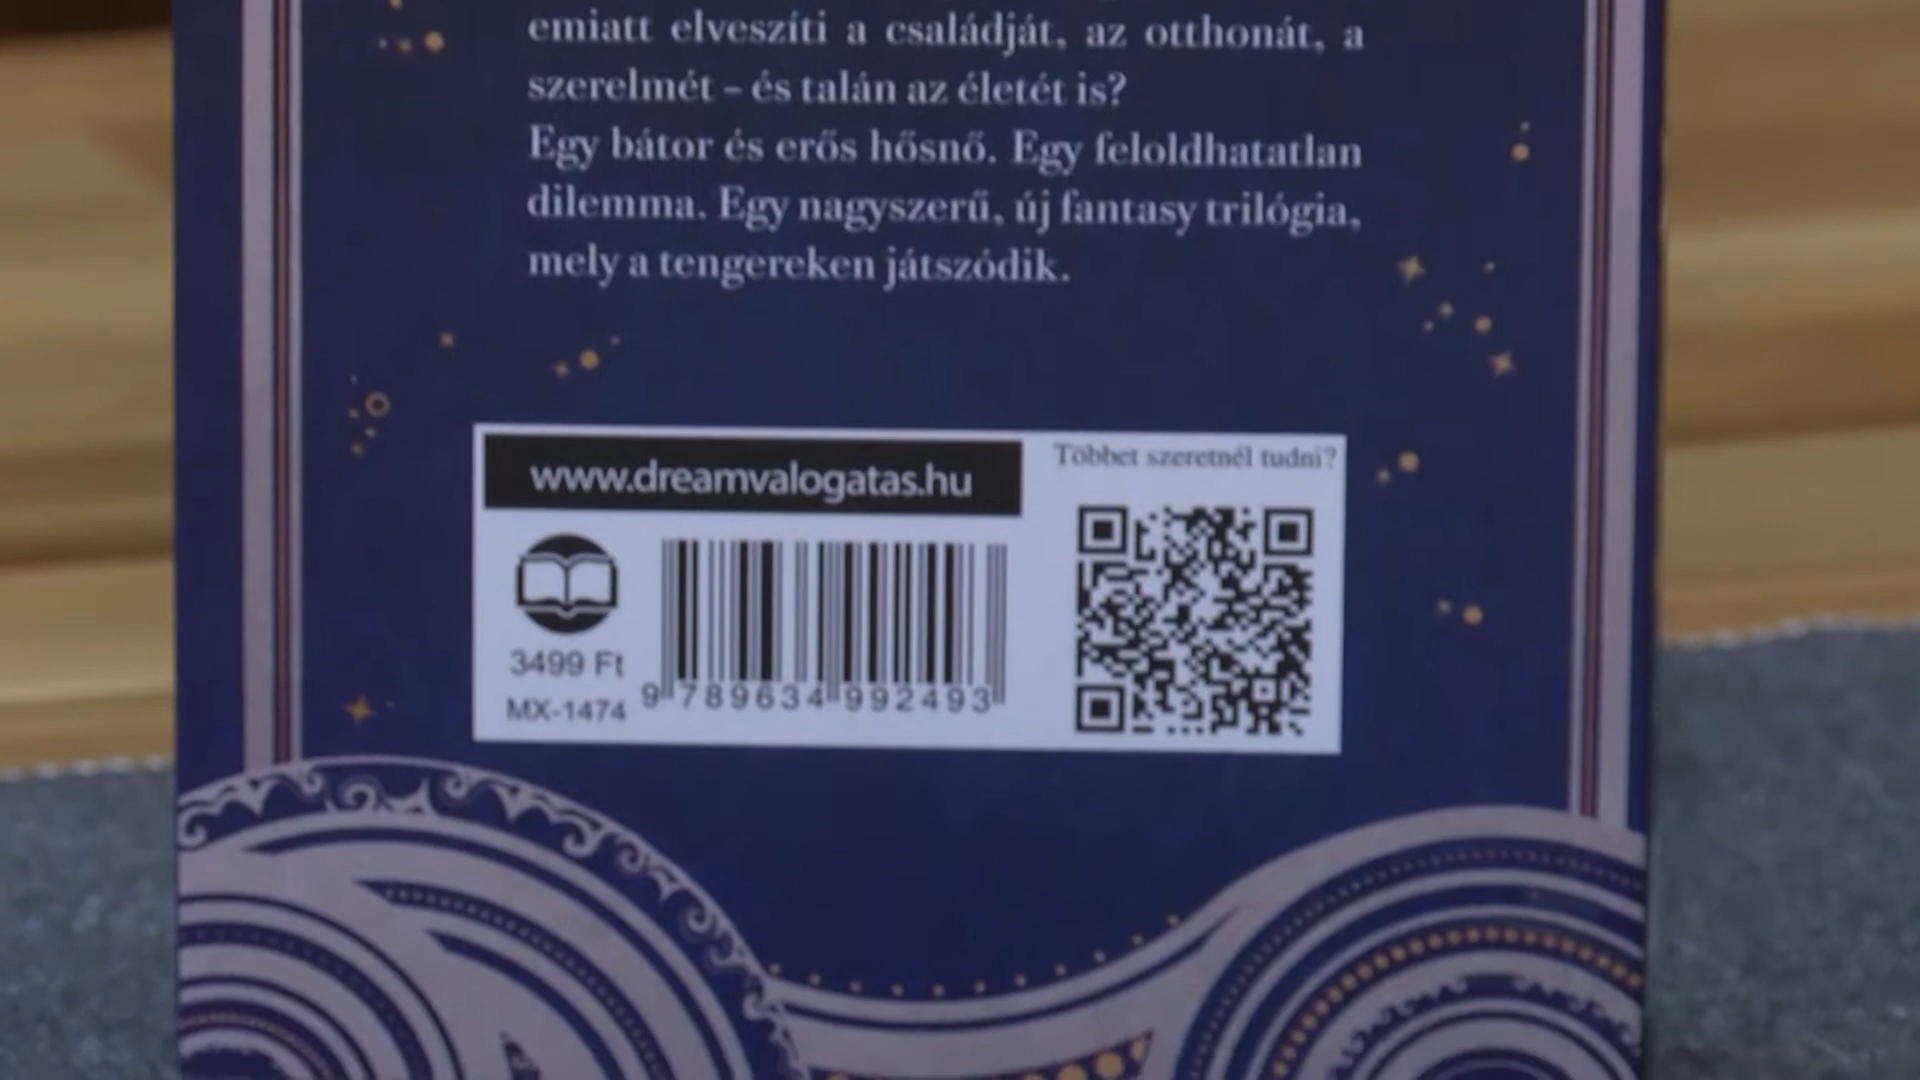 emiatt elveszíti a családját, az otthonát, a
szerelmét – és talán az életét is?
Egy bátor és erős hősnő. Egy feloldhatatlan
dilemma. Egy nagyszerű, új fantasy trilógia,
mely a tengereken játszódik.
www.dreamvalogatas.hu
Többet szeretnél tudni?
3499 Ft
MX-1474
9 789634 992493